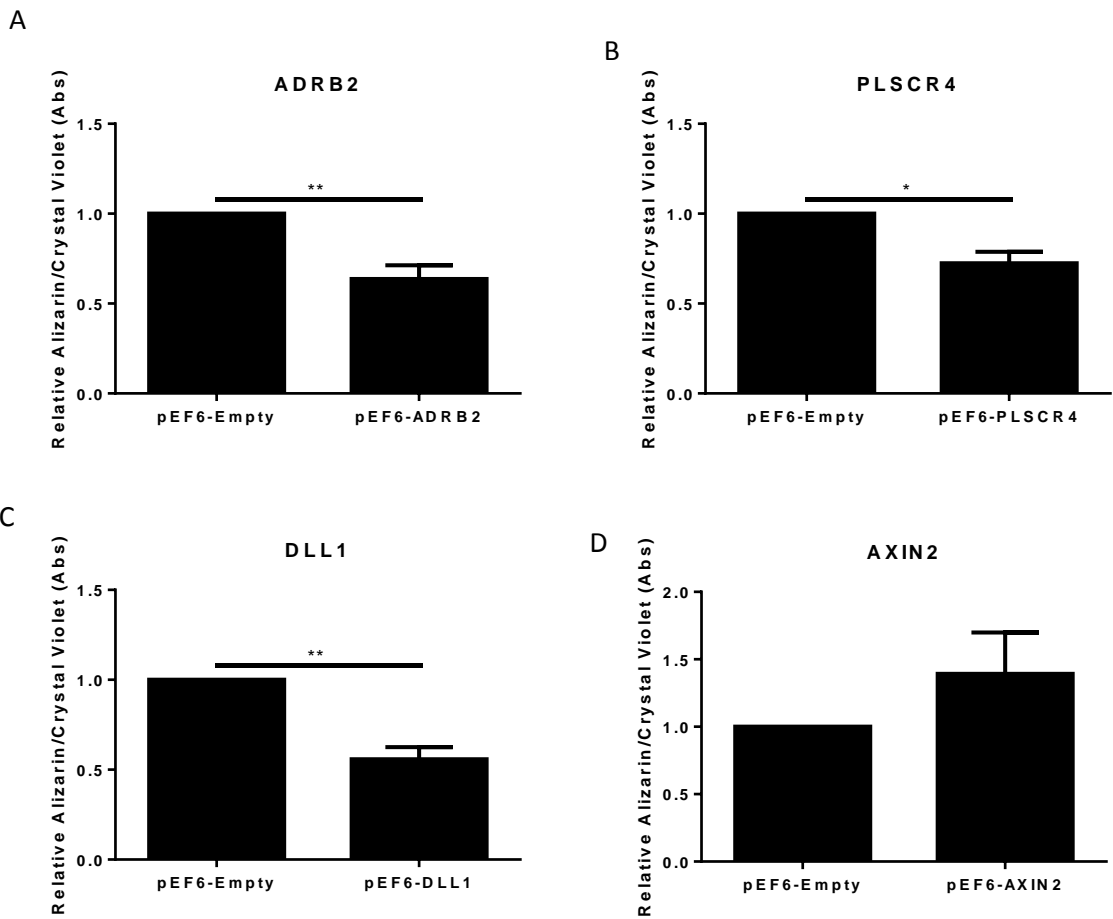 A
ADRB2
Relative Alizarin/Crystal Violet (Abs)
1.5
1.0
0.5
0.0
**
pEF6-Empty
pEF6-ADRB2
B
PLSCR4
Relative Alizarin/Crystal Violet (Abs)
1.5
1.0
0.5
0.0
*
pEF6-Empty
pEF6-PLSCR4
C
DLL1
Relative Alizarin/Crystal Violet (Abs)
1.5
1.0
0.5
0.0
**
pEF6-Empty
pEF6-DLL1
D
AXIN2
Relative Alizarin/Crystal Violet (Abs)
2.0
1.5
1.0
0.5
0.0
pEF6-Empty
pEF6-AXIN2